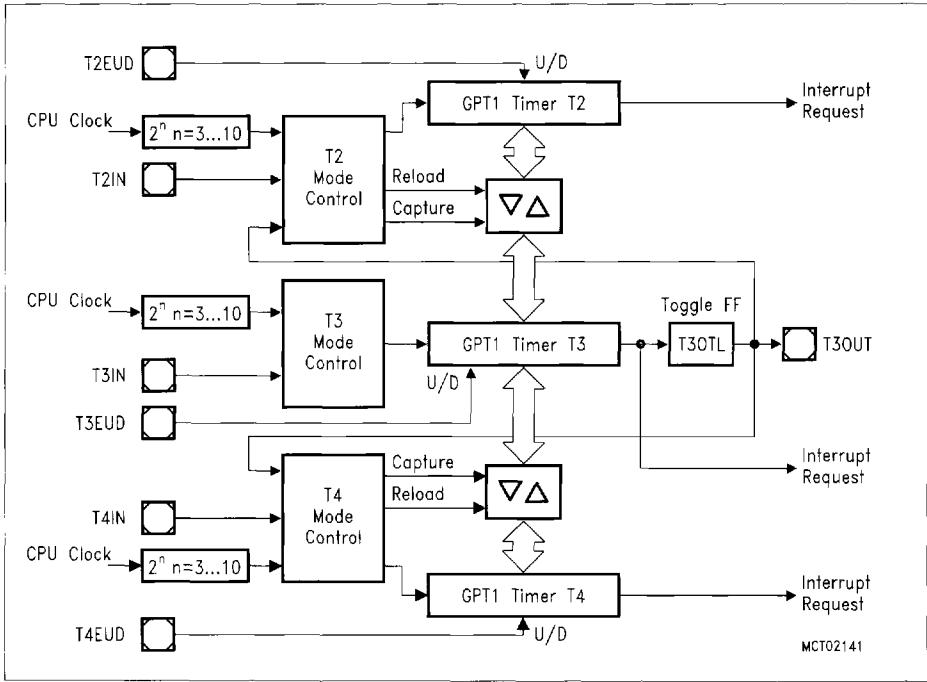 T2EUD
U/D
GPT1 Timer T2
Interrupt
Request
CPU Clock
2ⁿ n=3...10
T2IN
T2
Mode
Control
Reload
Capture
CPU Clock
2ⁿ n=3...10
T3IN
T3EUD
T3
Mode
Control
U/D
GPT1 Timer T3
Toggle FF
T3OTL
T3OUT
Interrupt
Request
T4IN
CPU Clock
2ⁿ n=3...10
T4
Mode
Control
Capture
Reload
GPT1 Timer T4
Interrupt
Request
T4EUD
U/D
MCT02141